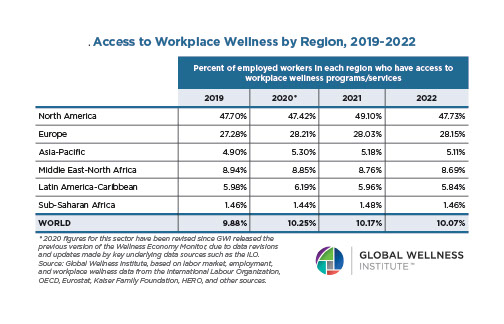 . Access to Workplace Wellness by Region, 2019-2022
Percent of employed workers in each region who have access to
workplace wellness programs/services
2019 2020* 2021 2022
North America 47.70% 47.42% 49.10% 47.73%
Europe 27.28% 28.21% 28.03% 28.15%
Asia-Pacific 4.90% 5.30% 5.18% 5.11%
Middle East-North Africa 8.94% 8.85% 8.76% 8.69%
Latin America-Caribbean 5.98% 6.19% 5.96% 5.84%
Sub-Saharan Africa 1.46% 1.44% 1.48% 1.46%
WORLD 9.88% 10.25% 10.17% 10.07%
* 2020 figures for this sector have been revised since GWI released the
previous version of the Wellness Economy Monitor, due to data revisions
and updates made by key underlying data sources such as the ILO.
Source: Global Wellness Institute, based on labor market, employment,
and workplace wellness data from the International Labour Organization,
OECD, Eurostat, Kaiser Family Foundation, HERO, and other sources.
GLOBAL WELLNESS
INSTITUTE™